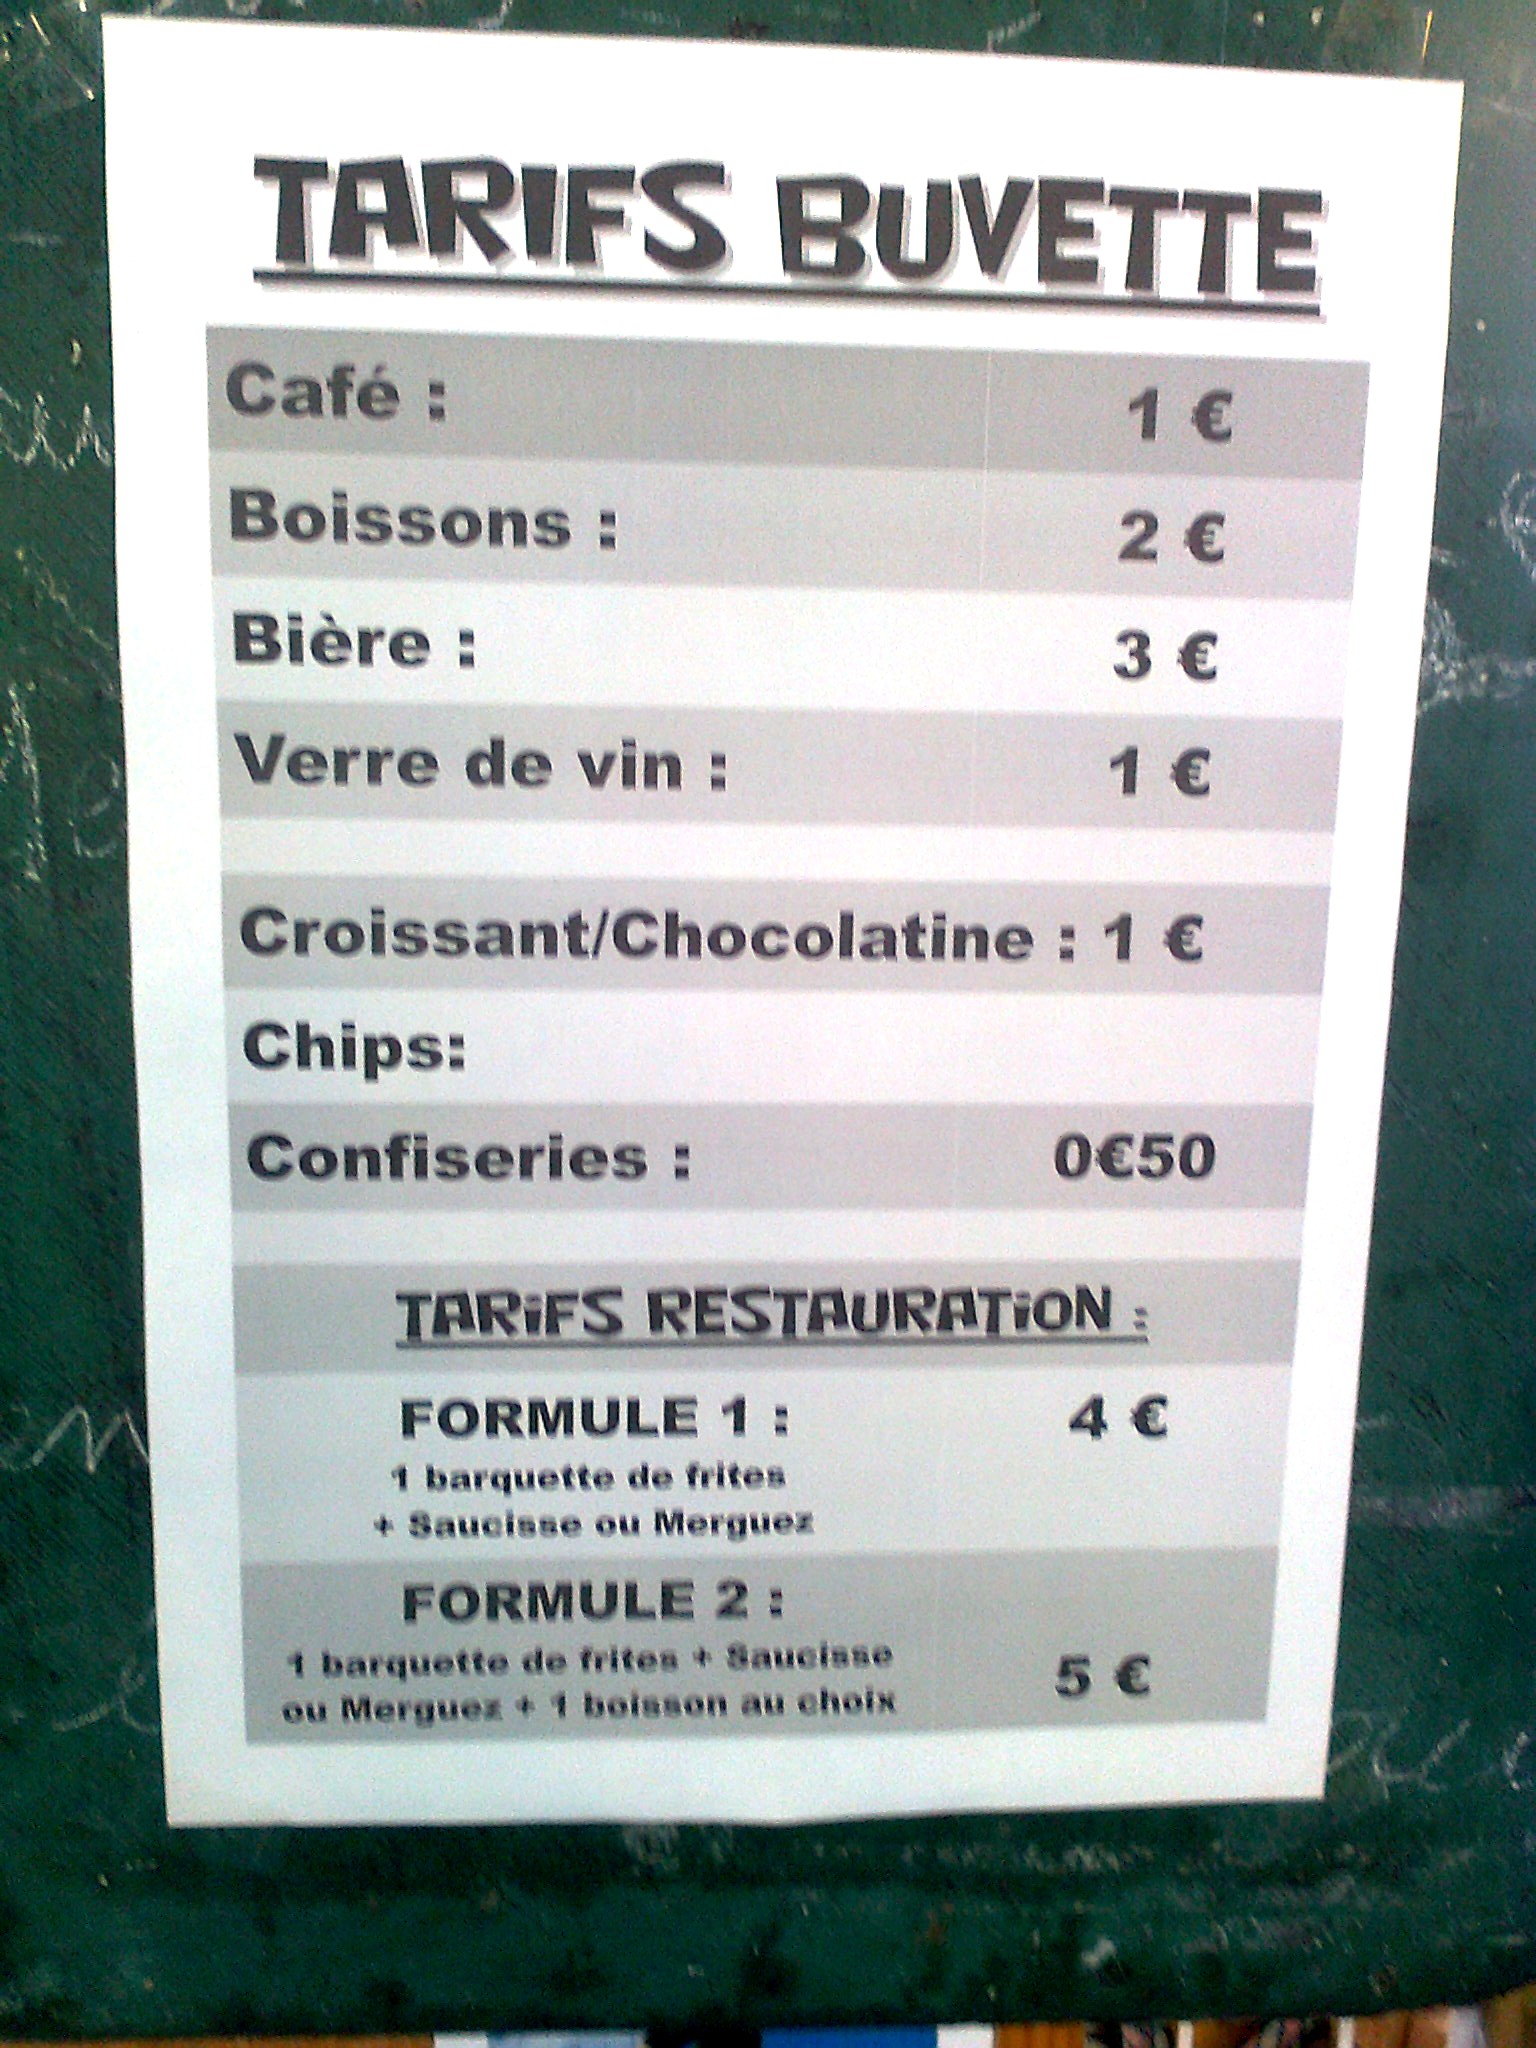 TARIFS BUVETTE
Café : 1 €
Boissons : 2 €
Bière : 3 €
Verre de vin : 1 €
Croissant/Chocolatine : 1 €
Chips:
Confiseries : 0€50
TARiFS RESTAURATiON :
FORMULE 1 : 4 €
1 barquette de frites
+ Saucisse ou Merguez
FORMULE 2 :
1 barquette de frites + Saucisse
ou Merguez + 1 boisson au choix
5 €